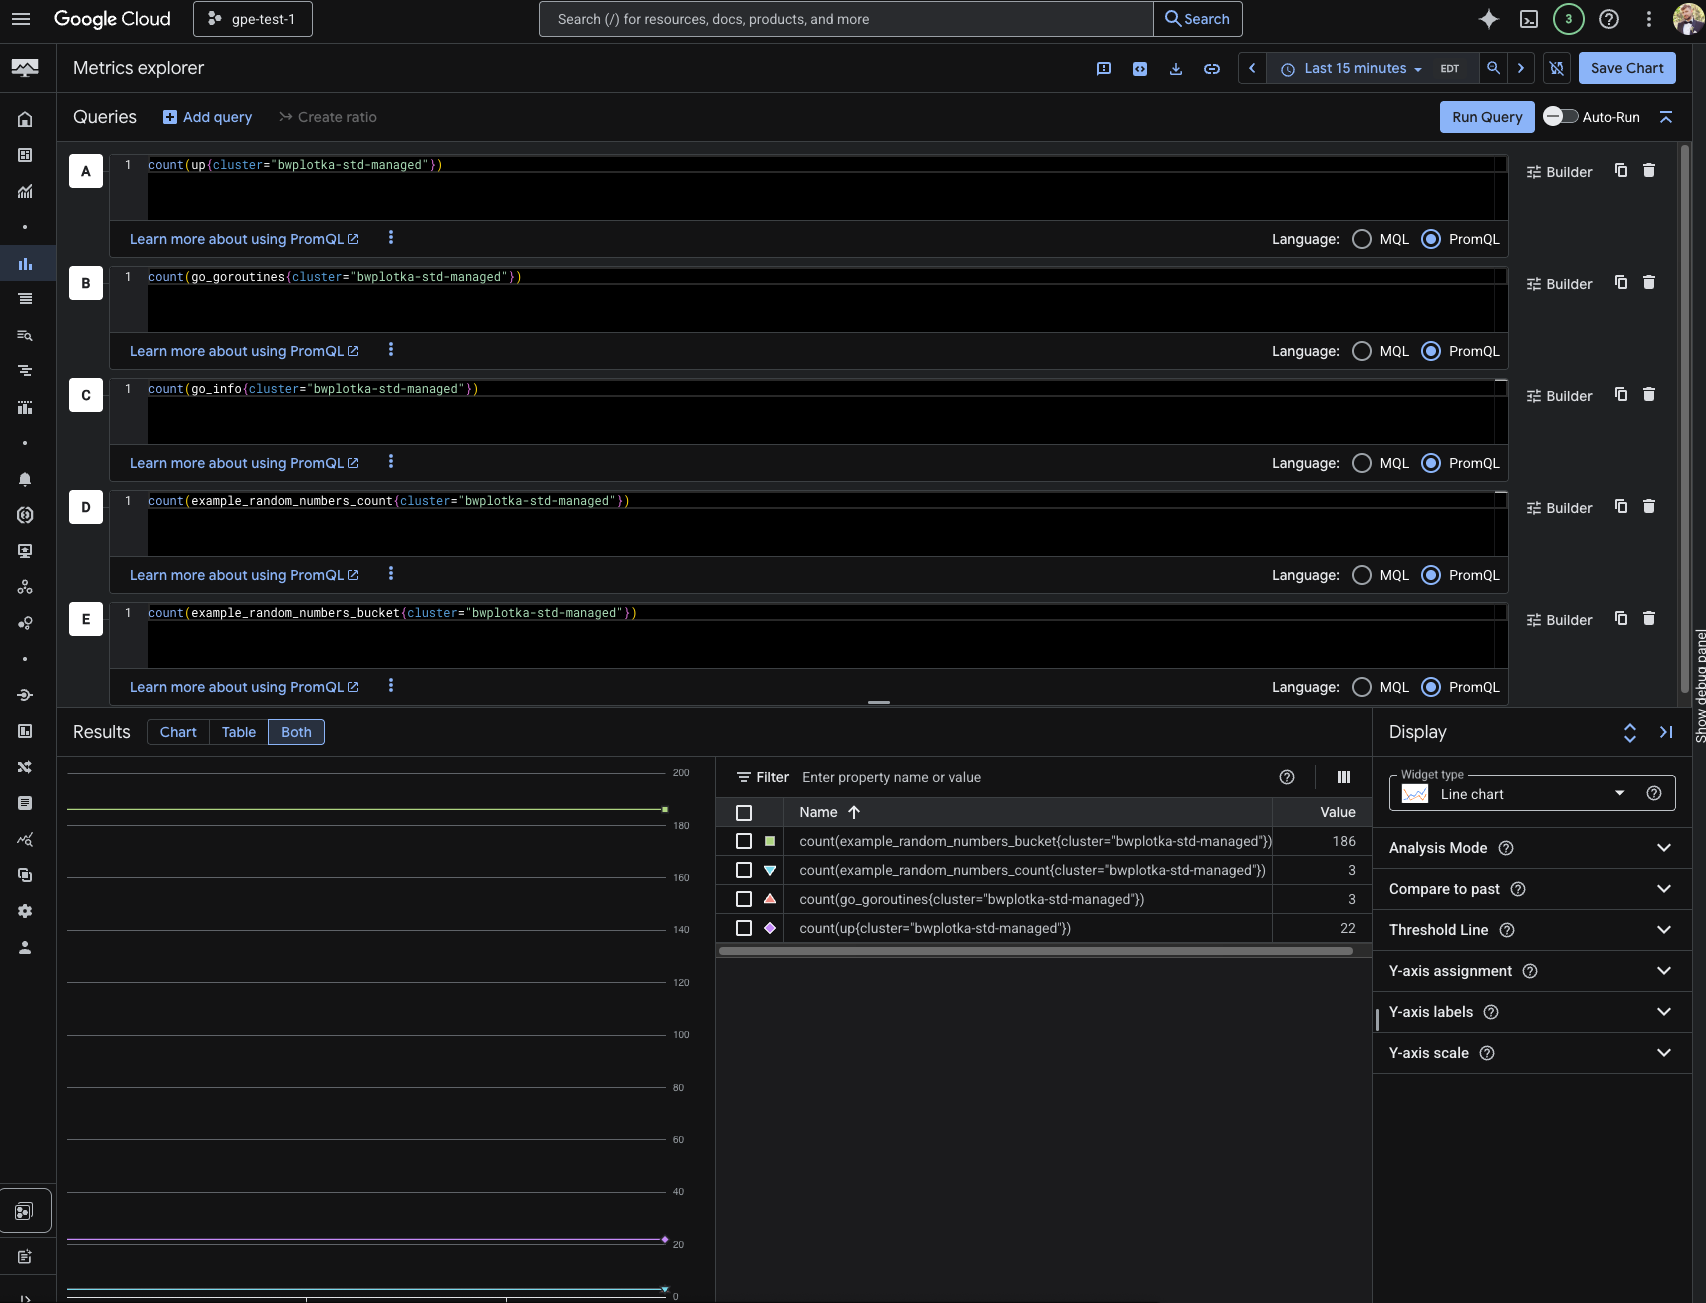 Google Cloud
gpe-test-1
Search (/) for resources, docs, products, and more
Search
3
Metrics explorer
Last 15 minutes
EDT
Save Chart
Queries
Add query
Create ratio
Run Query
Auto-Run
A
1
count(up{cluster="bwplotka-std-managed"})
Builder
Learn more about using PromQL
Language:
MQL
PromQL
B
1
count(go_goroutines{cluster="bwplotka-std-managed"})
Builder
Learn more about using PromQL
Language:
MQL
PromQL
C
1
count(go_info{cluster="bwplotka-std-managed"})
Builder
Learn more about using PromQL
Language:
MQL
PromQL
D
1
count(example_random_numbers_count{cluster="bwplotka-std-managed"})
Builder
Learn more about using PromQL
Language:
MQL
PromQL
E
1
count(example_random_numbers_bucket{cluster="bwplotka-std-managed"})
Builder
Learn more about using PromQL
Language:
MQL
PromQL
Show debug panel
Results
Chart
Table
Both
200
180
160
140
120
100
80
60
40
20
0
Filter
Enter property name or value
Name
Value
count(example_random_numbers_bucket{cluster="bwplotka-std-managed"})
186
count(example_random_numbers_count{cluster="bwplotka-std-managed"})
3
count(go_goroutines{cluster="bwplotka-std-managed"})
3
count(up{cluster="bwplotka-std-managed"})
22
Display
Widget type
Line chart
Analysis Mode
Compare to past
Threshold Line
Y-axis assignment
Y-axis labels
Y-axis scale